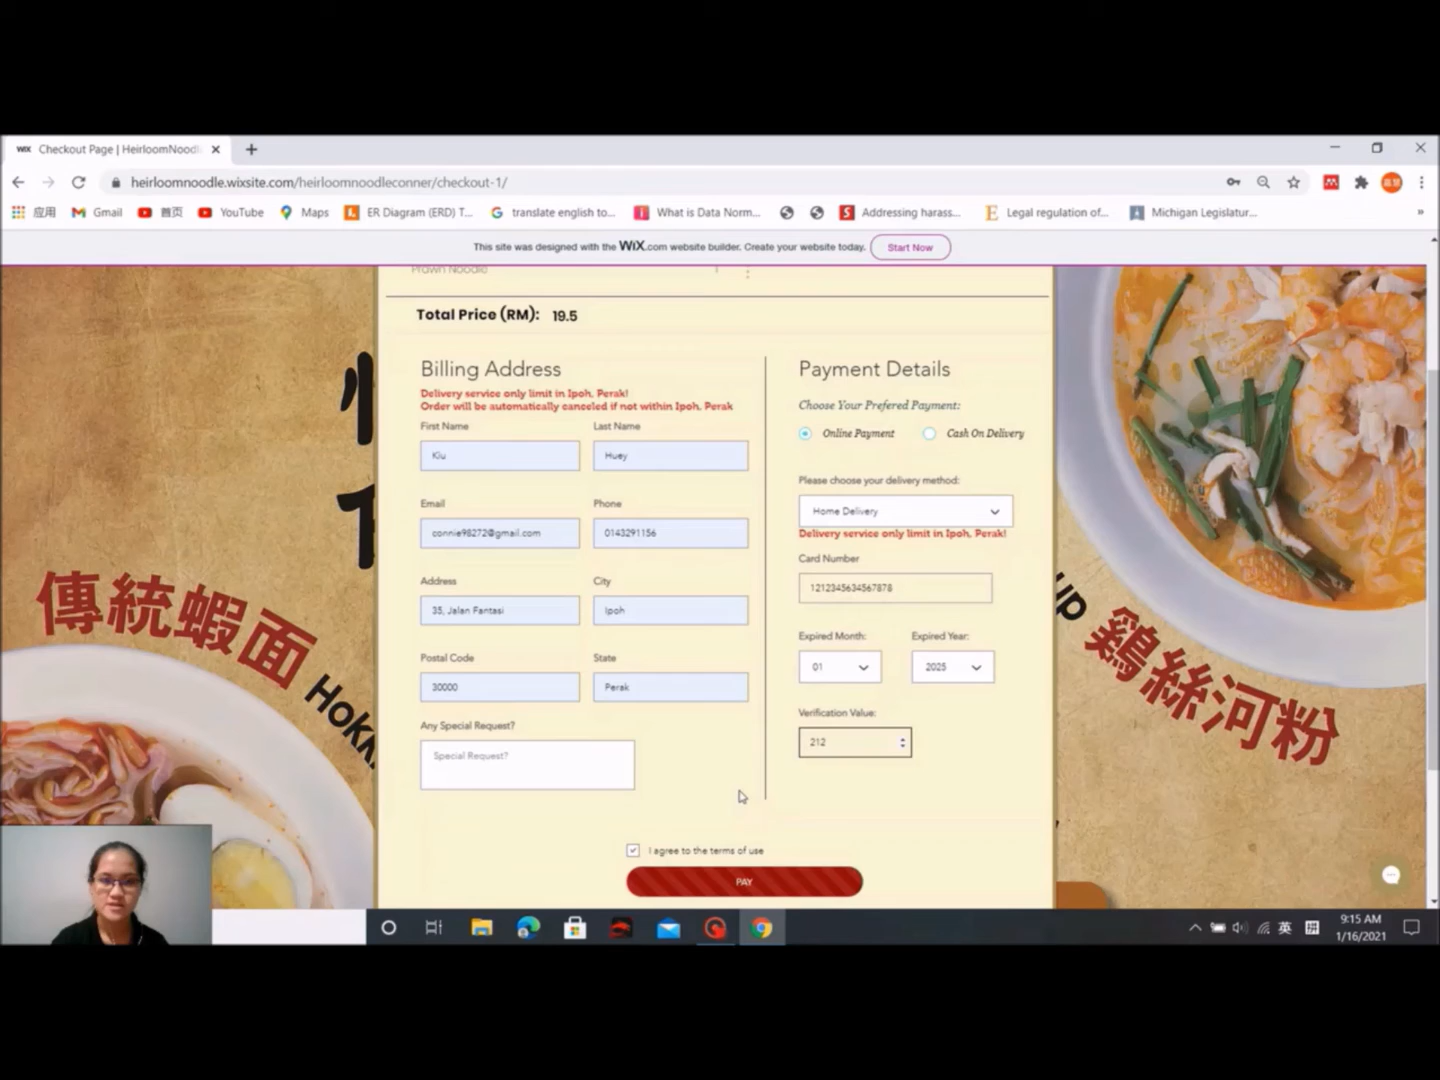 WiX Checkout Page | HeirloomNoodl
heirloomnoodle.wixsite.com/heirloomnoodleconner/checkout-1/
应用 Gmail 首页 YouTube Maps ER Diagram (ERD) T... translate english to... What is Data Norm... Addressing harass... Legal regulation of... Michigan Legislatur... »
This site was designed with the WiX.com website builder. Create your website today. Start Now
Prawn Noodle 1
Total Price (RM): 19.5
Billing Address
Delivery service only limit in Ipoh, Perak!
Order will be automatically canceled if not within Ipoh, Perak
First Name Last Name
Kiu Huey
Email Phone
connie98272@gmail.com 0143291156
Address City
35, Jalan Fantasi Ipoh
Postal Code State
30000 Perak
Any Special Request?
Special Request?
Payment Details
Choose Your Prefered Payment:
Online Payment Cash On Delivery
Please choose your delivery method:
Home Delivery
Delivery service only limit in Ipoh, Perak!
Card Number
1212345634567878
Expired Month: Expired Year:
01 2025
Verification Value:
212
I agree to the terms of use
PAY
傳統蝦面
鷄絲河粉
up
英 拼
9:15 AM
1/16/2021